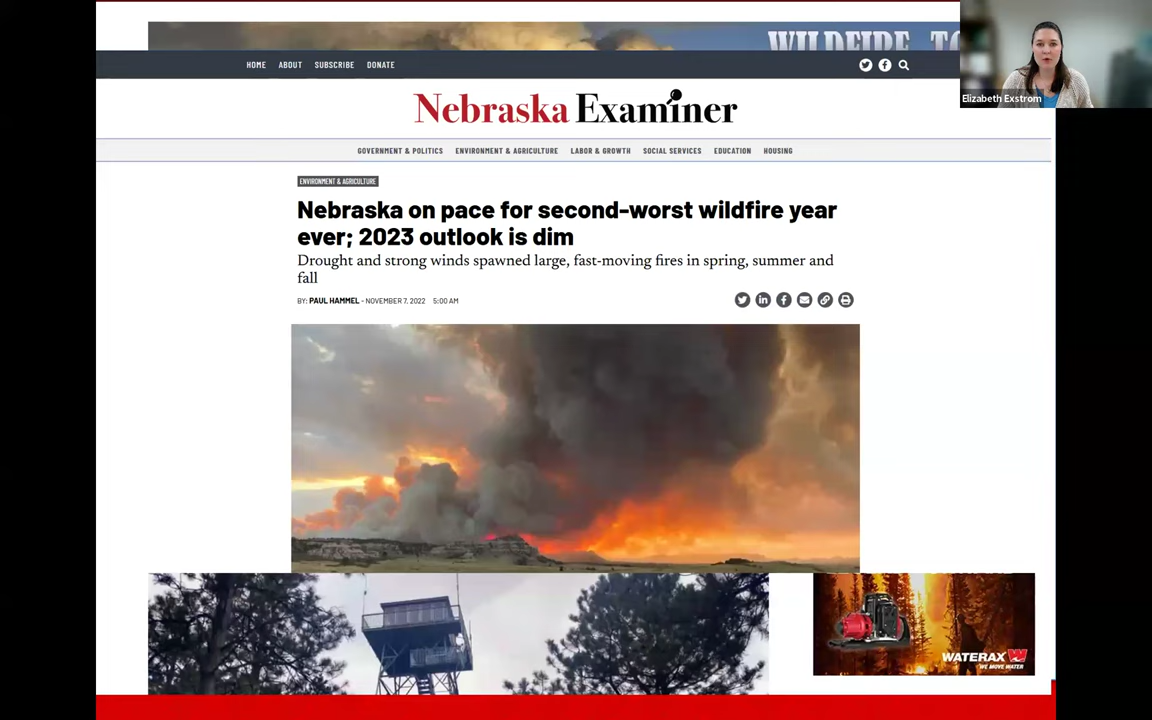 WILDFIRE TO
HOME ABOUT SUBSCRIBE DONATE
Elizabeth Exstrom
Nebraska Examiner
GOVERNMENT & POLITICS ENVIRONMENT & AGRICULTURE LABOR & GROWTH SOCIAL SERVICES EDUCATION HOUSING
ENVIRONMENT & AGRICULTURE
Nebraska on pace for second-worst wildfire year
ever; 2023 outlook is dim
Drought and strong winds spawned large, fast-moving fires in spring, summer and
fall
BY: PAUL HAMMEL - NOVEMBER 7, 2022 5:00 AM
WATERAX
WE MOVE WATER